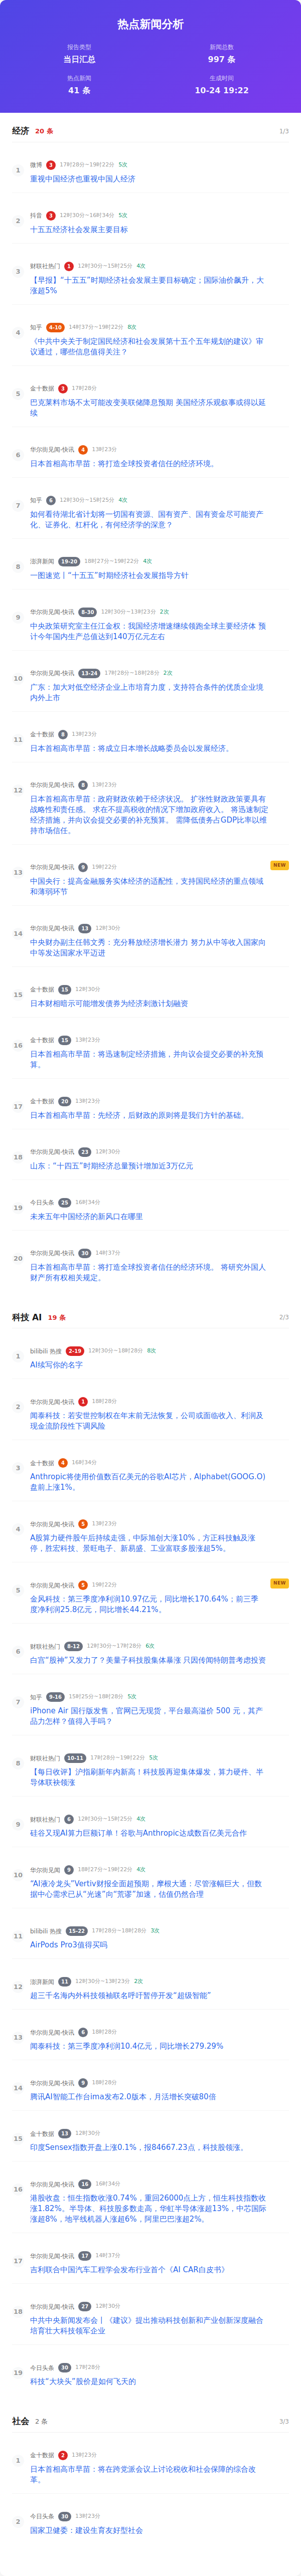 热点新闻分析
报告类型
当日汇总
新闻总数
997 条
热点新闻
41 条
生成时间
10-24 19:22
经济 20 条 1/3
1
微博 3 17时28分~19时22分 5次
重视中国经济也重视中国人经济
2
抖音 3 12时30分~16时34分 5次
十五五经济社会发展主要目标
3
财联社热门 1 12时30分~15时25分 4次
【早报】“十五五”时期经济社会发展主要目标确定；国际油价飙升，大
涨超5%
4
知乎 4-10 14时37分~19时22分 8次
《中共中央关于制定国民经济和社会发展第十五个五年规划的建议》审
议通过，哪些信息值得关注？
5
金十数据 3 17时28分
巴克莱料市场不太可能改变美联储降息预期 美国经济乐观叙事或得以延
续
6
华尔街见闻-快讯 4 13时23分
日本首相高市早苗：将打造全球投资者信任的经济环境。
7
知乎 6 12时30分~15时25分 4次
如何看待湖北省计划将一切国有资源、国有资产、国有资金尽可能资产
化、证券化、杠杆化，有何经济学的深意？
8
澎湃新闻 19-20 16时27分~19时22分 4次
一图速览丨“十五五”时期经济社会发展指导方针
9
华尔街见闻-快讯 8-30 12时30分~13时23分 2次
中央政策研究室主任江金权：我国经济增速继续领跑全球主要经济体 预
计今年国内生产总值达到140万亿元左右
10
华尔街见闻-快讯 13-24 17时28分~18时28分 2次
广东：加大对低空经济企业上市培育力度，支持符合条件的优质企业境
内外上市
11
金十数据 8 13时23分
日本首相高市早苗：将成立日本增长战略委员会以发展经济。
12
华尔街见闻-快讯 8 13时23分
日本首相高市早苗：政府财政依赖于经济状况。 扩张性财政政策要具有
战略性和责任感。 求在不提高税收的情况下增加政府收入。 将迅速制定
经济措施，并向议会提交必要的补充预算。 需降低债务占GDP比率以维
持市场信任。
NEW
13
华尔街见闻-快讯 9 19时22分
中国央行：提高金融服务实体经济的适配性，支持国民经济的重点领域
和薄弱环节
14
华尔街见闻-快讯 13 12时30分
中央财办副主任韩文秀：充分释放经济增长潜力 努力从中等收入国家向
中等发达国家水平迈进
15
金十数据 15 12时30分
日本财相暗示可能增发债券为经济刺激计划融资
16
金十数据 15 13时23分
日本首相高市早苗：将迅速制定经济措施，并向议会提交必要的补充预
算。
17
金十数据 20 13时23分
日本首相高市早苗：先经济，后财政的原则将是我们方针的基础。
18
华尔街见闻-快讯 23 12时30分
山东：“十四五”时期经济总量预计增加近3万亿元
19
今日头条 25 16时34分
未来五年中国经济的新风口在哪里
20
华尔街见闻-快讯 30 14时37分
日本首相高市早苗：将打造全球投资者信任的经济环境。 将研究外国人
财产所有权相关规定。
科技 AI 19 条 2/3
1
bilibili 热搜 2-19 12时30分~18时28分 8次
AI续写你的名字
2
华尔街见闻-快讯 1 18时28分
闻泰科技：若安世控制权在年末前无法恢复，公司或面临收入、利润及
现金流阶段性下调风险
3
金十数据 4 16时34分
Anthropic将使用价值数百亿美元的谷歌AI芯片，Alphabet(GOOG.O)
盘前上涨1%。
4
华尔街见闻-快讯 5 13时23分
A股算力硬件股午后持续走强，中际旭创大涨10%，方正科技触及涨
停，胜宏科技、景旺电子、新易盛、工业富联多股涨超5%。
NEW
5
华尔街见闻-快讯 5 19时22分
金风科技：第三季度净利润10.97亿元，同比增长170.64%；前三季
度净利润25.8亿元，同比增长44.21%。
6
财联社热门 8-12 12时30分~17时28分 6次
白宫“股神”又发力了？美量子科技股集体暴涨 只因传闻特朗普考虑投资
7
知乎 9-16 15时25分~18时28分 5次
iPhone Air 国行版发售，官网已无现货，平台最高溢价 500 元，其产
品力怎样？值得入手吗？
8
财联社热门 10-11 17时28分~19时22分 5次
【每日收评】沪指刷新年内新高！科技股再迎集体爆发，算力硬件、半
导体联袂领涨
9
财联社热门 6 12时30分~15时25分 4次
硅谷又现AI算力巨额订单！谷歌与Anthropic达成数百亿美元合作
10
华尔街见闻 9 16时27分~19时22分 4次
“AI液冷龙头”Vertiv财报全面超预期，摩根大通：尽管涨幅巨大，但数
据中心需求已从“光速”向“荒谬”加速，估值仍然合理
11
bilibili 热搜 15-22 17时28分~18时28分 3次
AirPods Pro3值得买吗
12
澎湃新闻 11 12时30分~13时23分 2次
超三千名海内外科技领袖联名呼吁暂停开发“超级智能”
13
华尔街见闻-快讯 6 18时28分
闻泰科技：第三季度净利润10.4亿元，同比增长279.29%
14
华尔街见闻-快讯 9 18时28分
腾讯AI智能工作台ima发布2.0版本，月活增长突破80倍
15
金十数据 13 12时30分
印度Sensex指数开盘上涨0.1%，报84667.23点，科技股领涨。
16
华尔街见闻-快讯 16 16时34分
港股收盘：恒生指数收涨0.74%，重回26000点上方，恒生科技指数收
涨1.82%。半导体、科技股多数走高，华虹半导体涨超13%，中芯国际
涨超8%，地平线机器人涨超6%，阿里巴巴涨超2%。
17
华尔街见闻-快讯 17 14时37分
吉利联合中国汽车工程学会发布行业首个《AI CAR白皮书》
18
华尔街见闻-快讯 27 12时30分
中共中央新闻发布会丨《建议》提出推动科技创新和产业创新深度融合
培育壮大科技领军企业
19
今日头条 30 17时28分
科技“大块头”股价是如何飞天的
社会 2 条 3/3
1
金十数据 2 13时23分
日本首相高市早苗：将在跨党派会议上讨论税收和社会保障的综合改
革。
2
今日头条 30 13时23分
国家卫健委：建设生育友好型社会